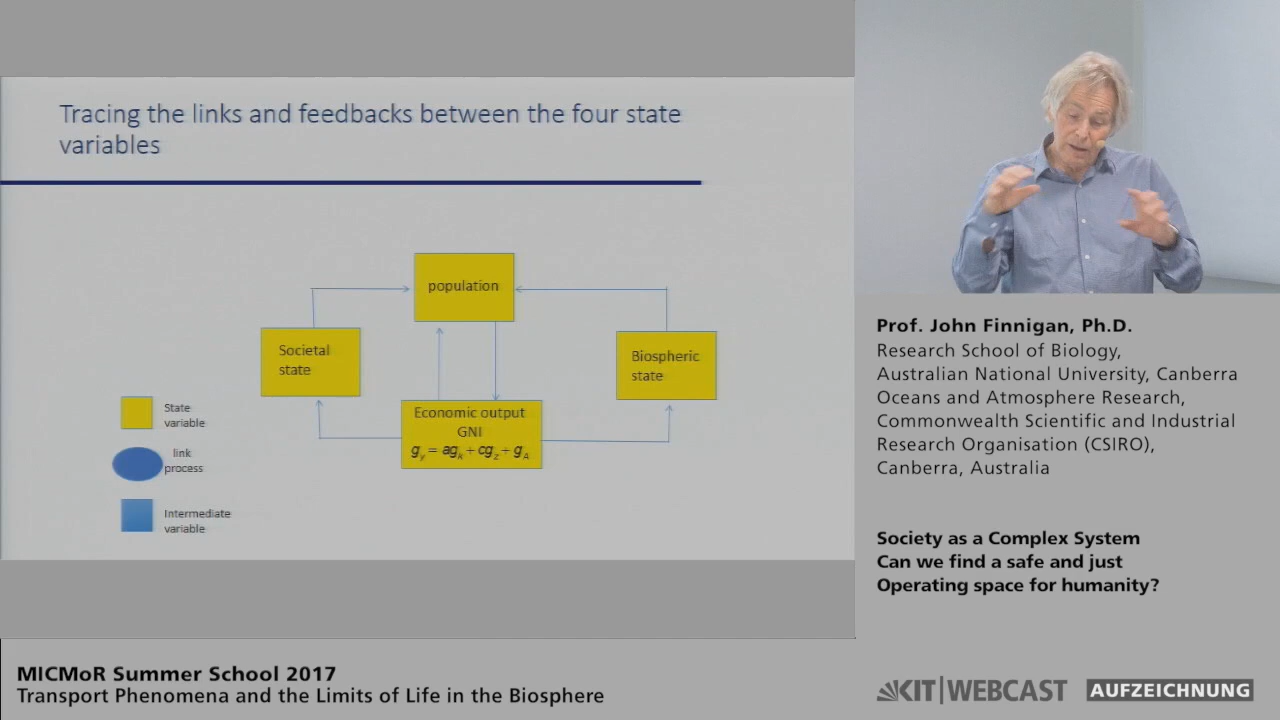 Tracing the links and feedbacks between the four state
variables
population
Societal
state
Biospheric
state
Economic output
GNI
gᵧ = agₖ + cg_z + g_A
State
variable
link
process
Intermediate
variable
Prof. John Finnigan, Ph.D.
Research School of Biology,
Australian National University, Canberra
Oceans and Atmosphere Research,
Commonwealth Scientific and Industrial
Research Organisation (CSIRO),
Canberra, Australia
Society as a Complex System
Can we find a safe and just
Operating space for humanity?
MICMoR Summer School 2017
Transport Phenomena and the Limits of Life in the Biosphere
KIT|WEBCAST
AUFZEICHNUNG